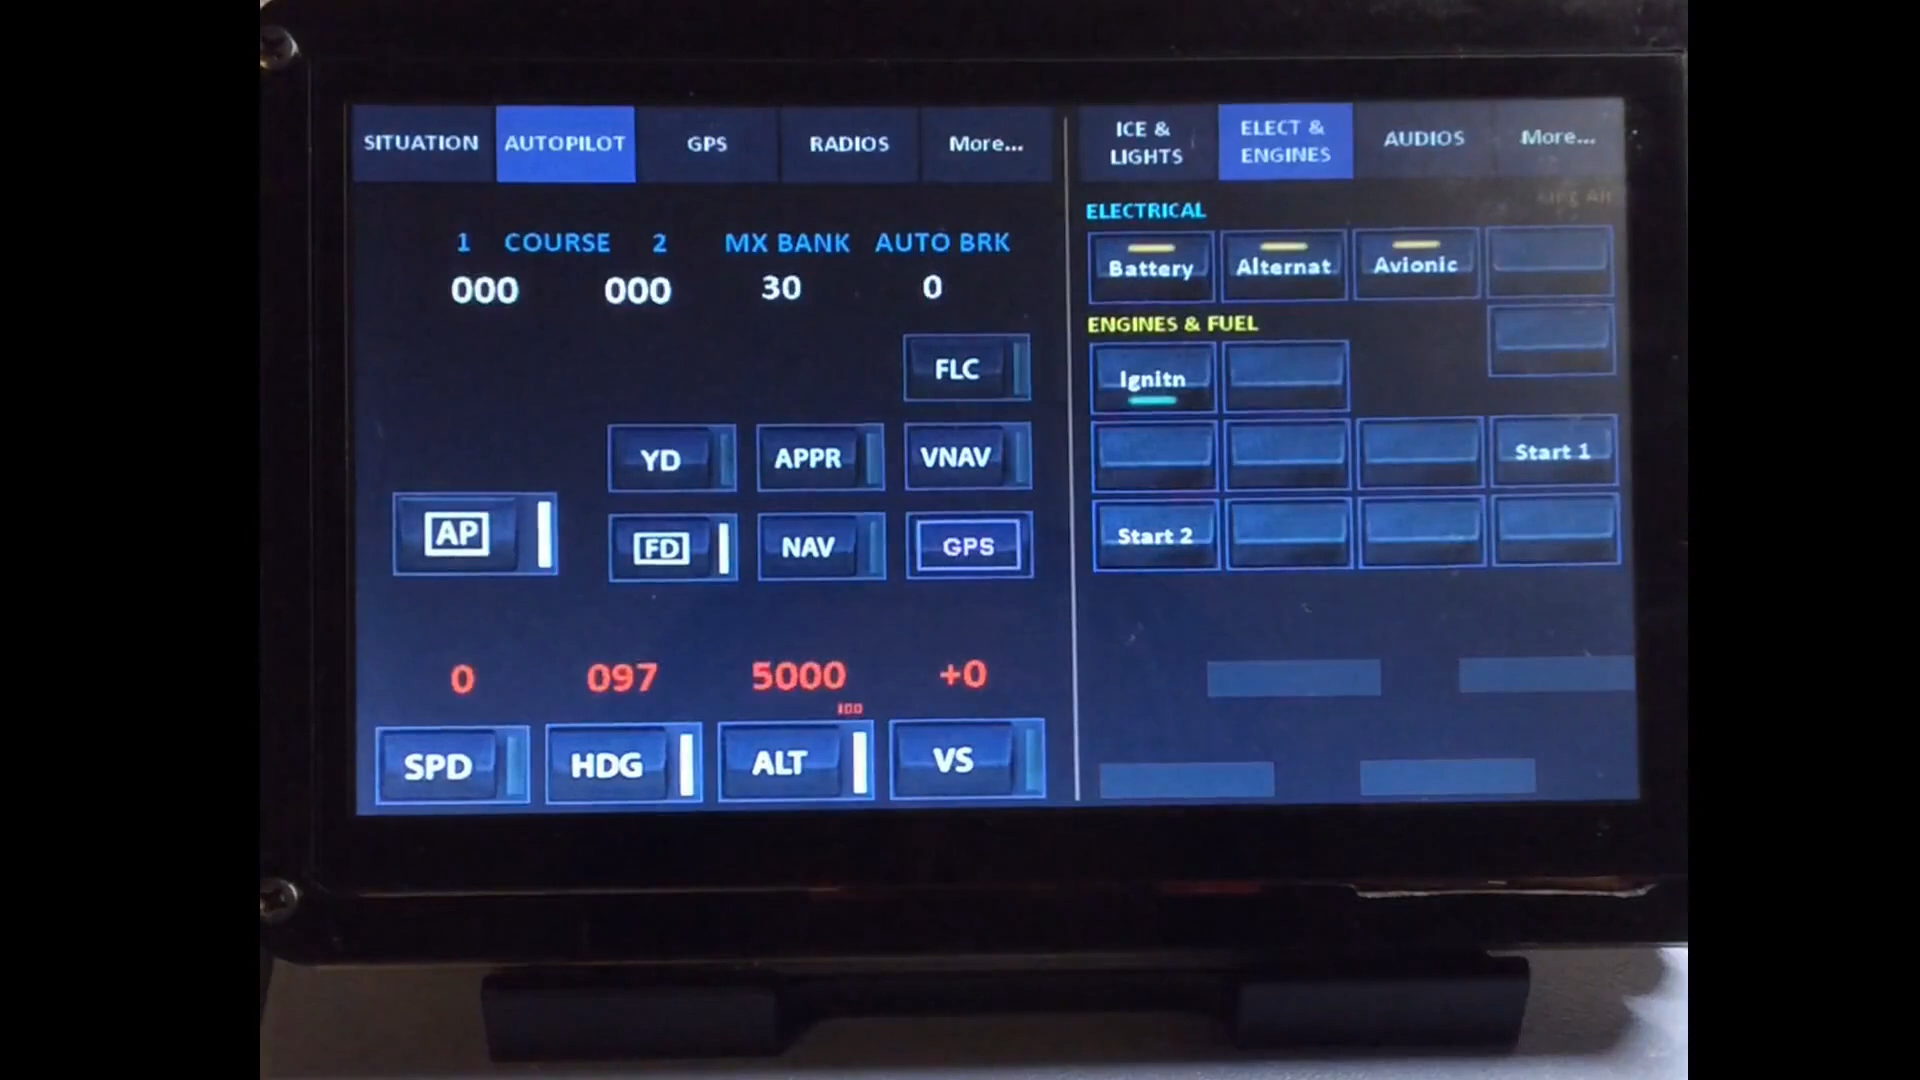 SITUATION AUTOPILOT GPS RADIOS More...
1 COURSE 2 MX BANK AUTO BRK
000 000 30 0
FLC
YD APPR VNAV
AP FD NAV GPS
0 097 5000 +0
100
SPD HDG ALT VS
ICE & LIGHTS ELECT & ENGINES AUDIOS More...
King Air
ELECTRICAL
Battery Alternat Avionic
ENGINES & FUEL
Ignitn
Start 1
Start 2